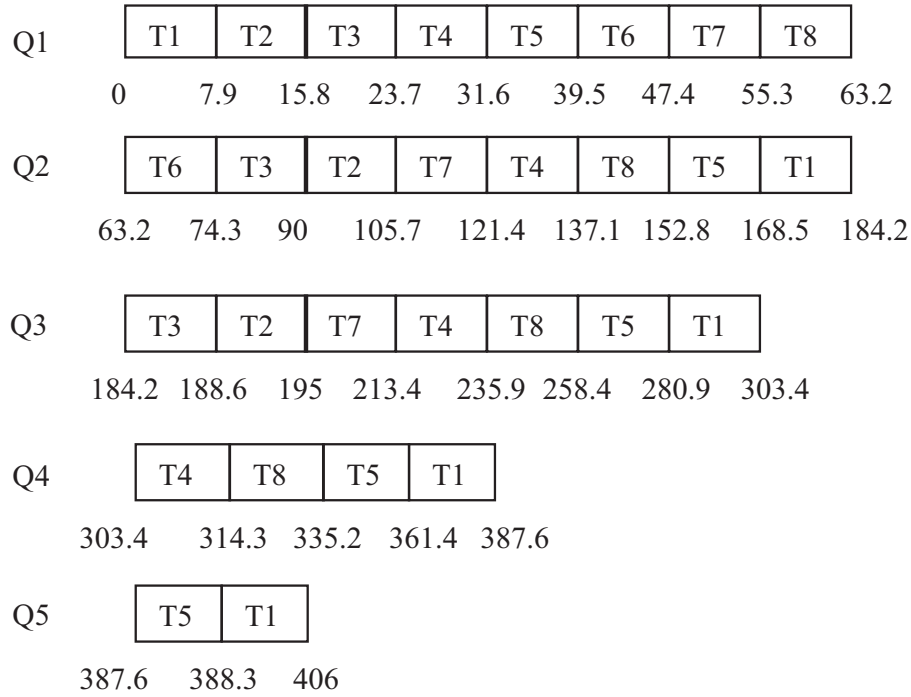 Q1 T1 T2 T3 T4 T5 T6 T7 T8
0 7.9 15.8 23.7 31.6 39.5 47.4 55.3 63.2
Q2 T6 T3 T2 T7 T4 T8 T5 T1
63.2 74.3 90 105.7 121.4 137.1 152.8 168.5 184.2
Q3 T3 T2 T7 T4 T8 T5 T1
184.2 188.6 195 213.4 235.9 258.4 280.9 303.4
Q4 T4 T8 T5 T1
303.4 314.3 335.2 361.4 387.6
Q5 T5 T1
387.6 388.3 406